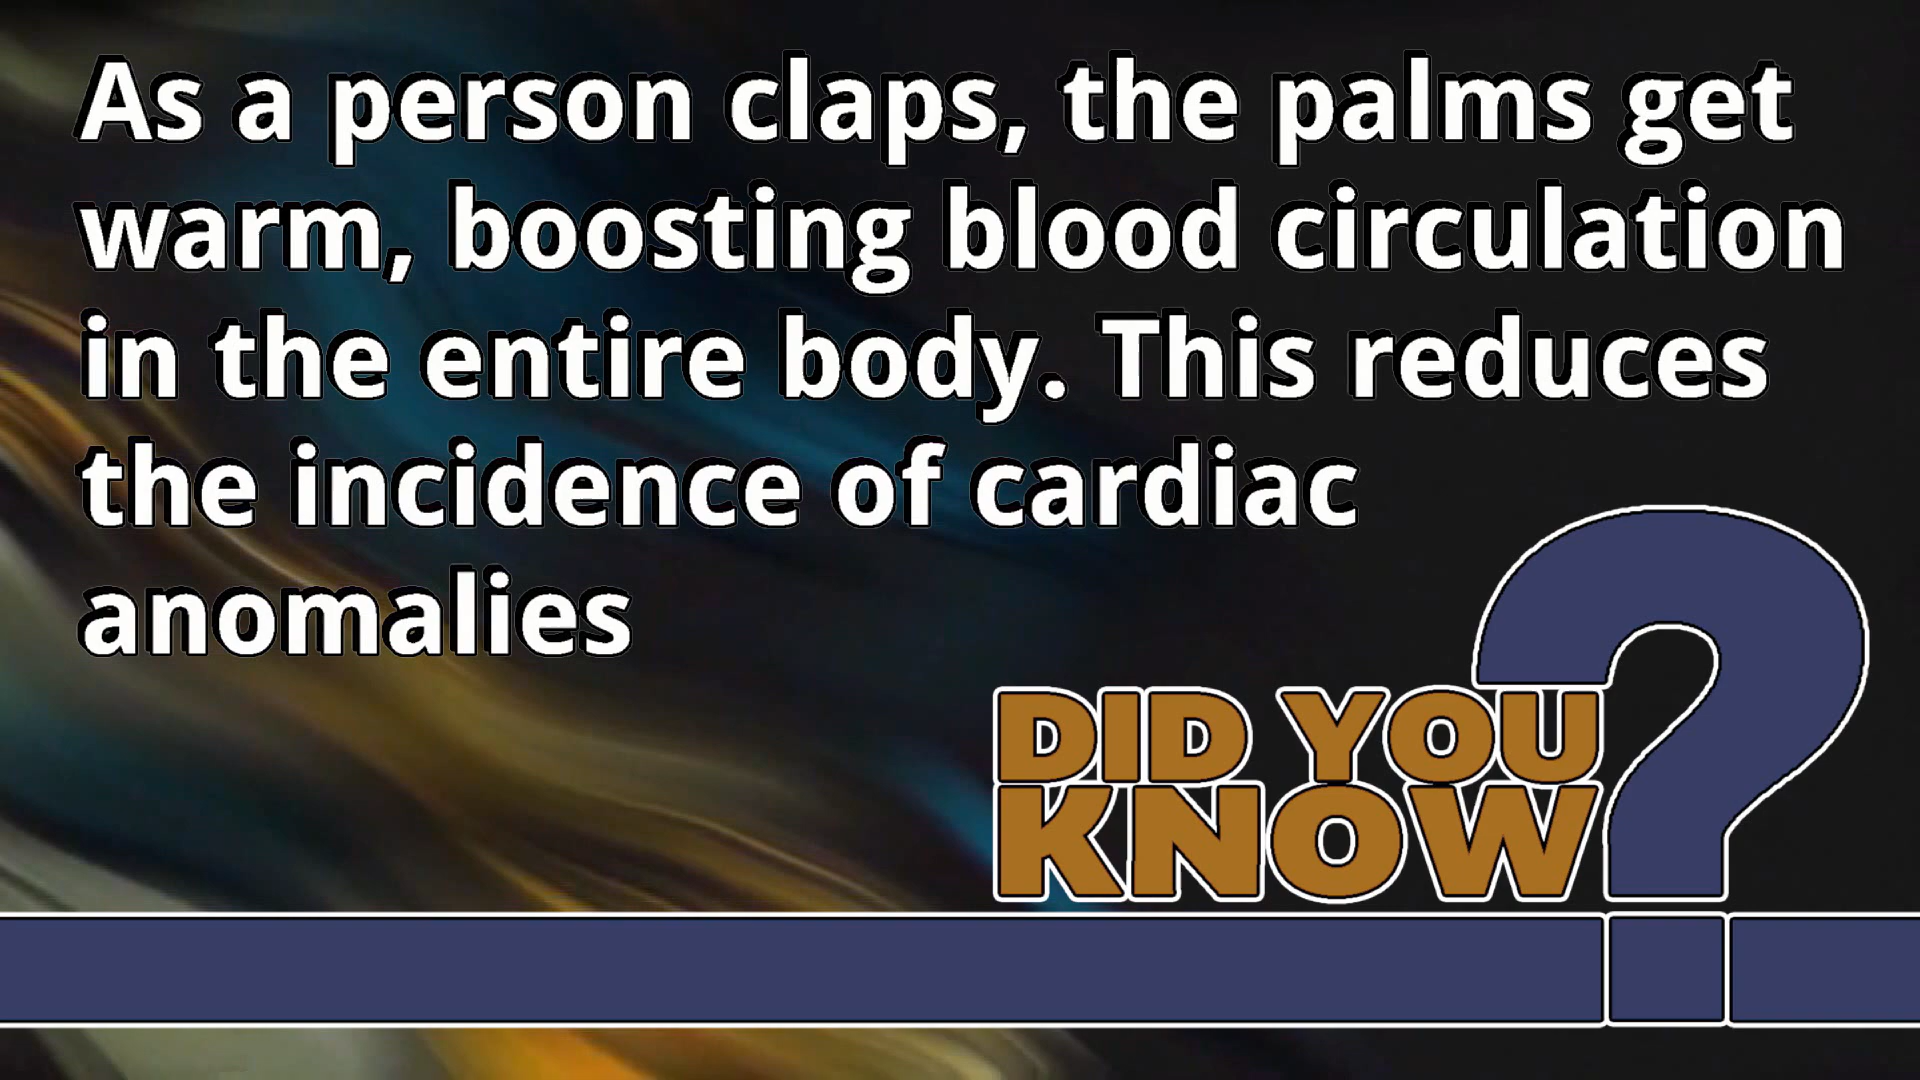 As a person claps, the palms get
warm, boosting blood circulation
in the entire body. This reduces
the incidence of cardiac
anomalies
DID YOU
KNOW?